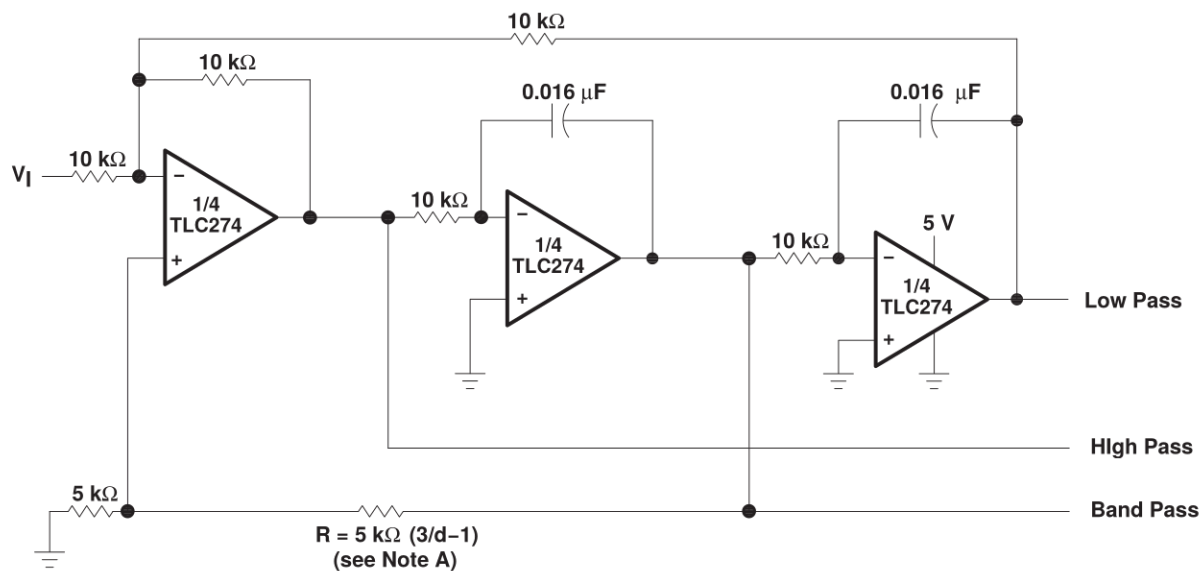 10 kΩ
10 kΩ
0.016 μF
0.016 μF
10 kΩ
VI
−
1/4
TLC274
+
10 kΩ
−
1/4
TLC274
+
10 kΩ
5 V
−
1/4
TLC274
+
Low Pass
HIgh Pass
5 kΩ
Band Pass
R = 5 kΩ (3/d−1)
(see Note A)